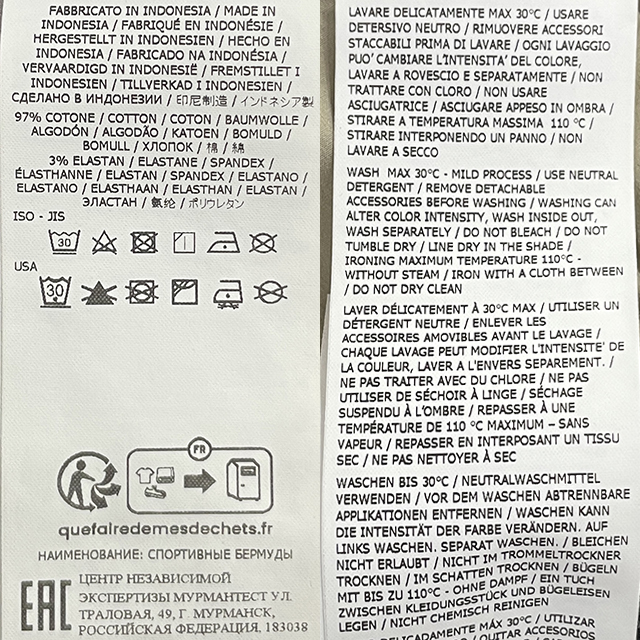 FABBRICATO IN INDONESIA / MADE IN
INDONESIA / FABRIQUÉ EN INDONÉSIE /
HERGESTELLT IN INDONESIEN / HECHO EN
INDONESIA / FABRICADO NA INDONÉSIA /
VERVAARDIGD IN INDONESIË / FREMSTILLET I
INDONESIEN / TILLVERKAD I INDONESIEN /
СДЕЛАНО В ИНДОНЕЗИИ / 印尼制造 / インドネシア製
97% COTONE / COTTON / COTON / BAUMWOLLE /
ALGODÓN / ALGODÃO / KATOEN / BOMULD /
BOMULL / ХЛОПОК / 棉 / 綿
3% ELASTAN / ELASTANE / SPANDEX /
ÉLASTHANNE / ELASTAN / SPANDEX / ELASTANO /
ELASTANO / ELASTHAAN / ELASTHAN / ELASTAN /
ЭЛАСТАН / 氨纶 / ポリウレタン
ISO - JIS
30
USA
30
FR
quefairedemesdechets.fr
НАИМЕНОВАНИЕ: СПОРТИВНЫЕ БЕРМУДЫ
EAC
ЦЕНТР НЕЗАВИСИМОЙ
ЭКСПЕРТИЗЫ МУРМАНТЕСТ УЛ.
ТРАЛОВАЯ, 49, Г. МУРМАНСК,
РОССИЙСКАЯ ФЕДЕРАЦИЯ, 183038
LAVARE DELICATAMENTE MAX 30°C / USARE
DETERSIVO NEUTRO / RIMUOVERE ACCESSORI
STACCABILI PRIMA DI LAVARE / OGNI LAVAGGIO
PUO' CAMBIARE L'INTENSITA' DEL COLORE,
LAVARE A ROVESCIO E SEPARATAMENTE / NON
TRATTARE CON CLORO / NON USARE
ASCIUGATRICE / ASCIUGARE APPESO IN OMBRA /
STIRARE A TEMPERATURA MASSIMA 110 °C /
STIRARE INTERPONENDO UN PANNO / NON
LAVARE A SECCO
WASH MAX 30°C - MILD PROCESS / USE NEUTRAL
DETERGENT / REMOVE DETACHABLE
ACCESSORIES BEFORE WASHING / WASHING CAN
ALTER COLOR INTENSITY, WASH INSIDE OUT,
WASH SEPARATELY / DO NOT BLEACH / DO NOT
TUMBLE DRY / LINE DRY IN THE SHADE /
IRONING MAXIMUM TEMPERATURE 110°C -
WITHOUT STEAM / IRON WITH A CLOTH BETWEEN
/ DO NOT DRY CLEAN
LAVER DÉLICATEMENT À 30°C MAX / UTILISER UN
DÉTERGENT NEUTRE / ENLEVER LES
ACCESSOIRES AMOVIBLES AVANT LE LAVAGE /
CHAQUE LAVAGE PEUT MODIFIER L'INTENSITE' DE
LA COULEUR, LAVER A L'ENVERS SEPAREMENT. /
NE PAS TRAITER AVEC DU CHLORE / NE PAS
UTILISER DE SÉCHOIR À LINGE / SÉCHAGE
SUSPENDU À L'OMBRE / REPASSER À UNE
TEMPÉRATURE DE 110 °C MAXIMUM – SANS
VAPEUR / REPASSER EN INTERPOSANT UN TISSU
SEC / NE PAS NETTOYER À SEC
WASCHEN BIS 30°C / NEUTRALWASCHMITTEL
VERWENDEN / VOR DEM WASCHEN ABTRENNBARE
APPLIKATIONEN ENTFERNEN / WASCHEN KANN
DIE INTENSITÄT DER FARBE VERÄNDERN. AUF
LINKS WASCHEN. SEPARAT WASCHEN. / BLEICHEN
NICHT ERLAUBT / NICHT IM TROMMELTROCKNER
TROCKNEN / IM SCHATTEN TROCKNEN / BÜGELN
MIT BIS ZU 110°C - OHNE DAMPF / EIN TUCH
ZWISCHEN KLEIDUNGSSTÜCK UND BÜGELEISEN
LEGEN / NICHT CHEMISCH REINIGEN
DELICADAMENTE MÁX 30°C / UTILIZAR
/ QUITAR ACCESORIOS